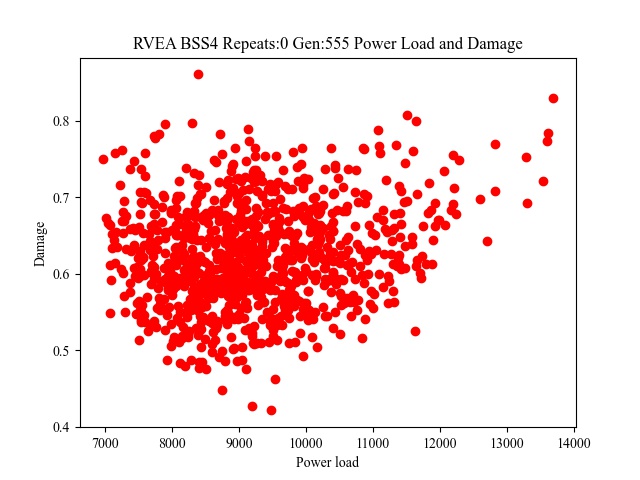 RVEA BSS4 Repeats:0 Gen:555 Power Load and Damage
0.8
0.7
0.6
0.5
0.4
Damage
7000 8000 9000 10000 11000 12000 13000 14000
Power load